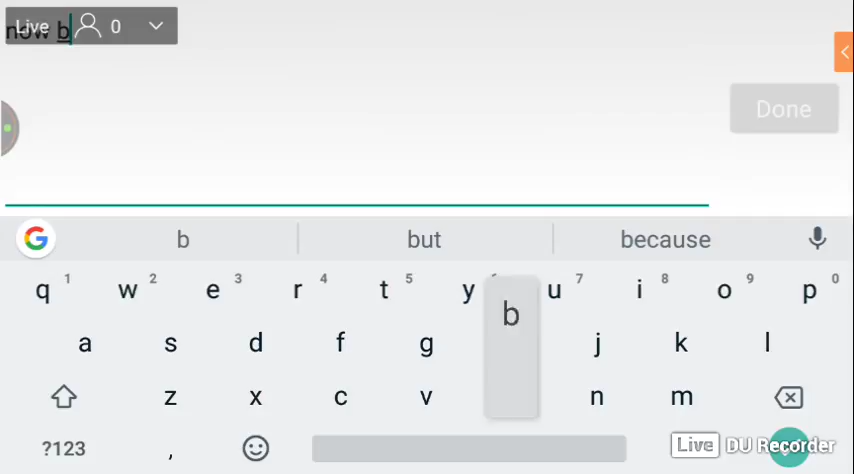 Live 0
now b
Done
b but because
q 1 w 2 e 3 r 4 t 5 y u 7 i 8 o 9 p 0
b
a s d f g j k l
z x c v n m
?123 , Live DU Recorder